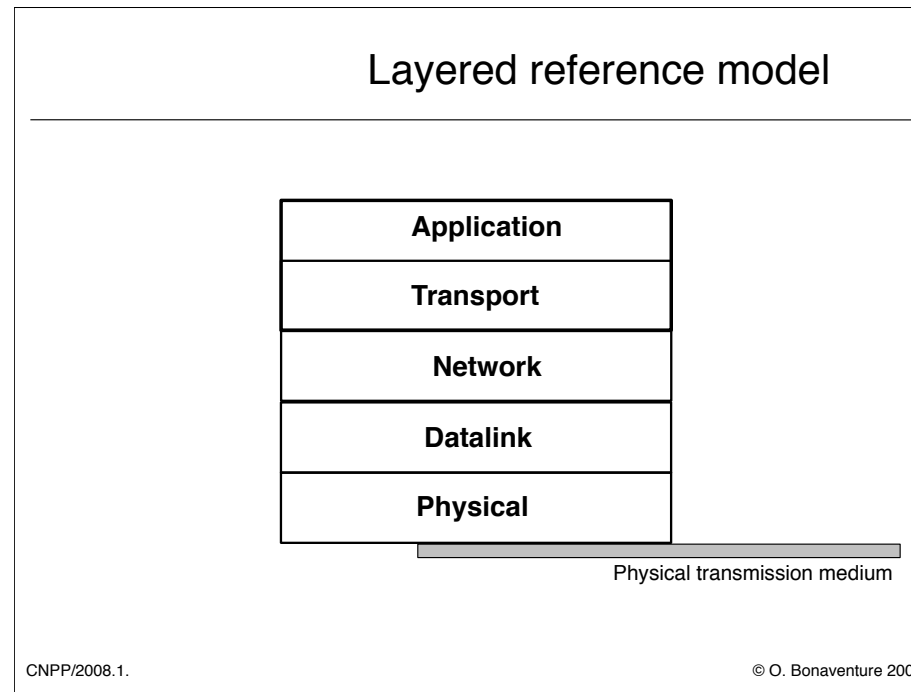 Layered reference model
Application
Transport
Network
Datalink
Physical
Physical transmission medium
CNPP/2008.1.
© O. Bonaventure 200